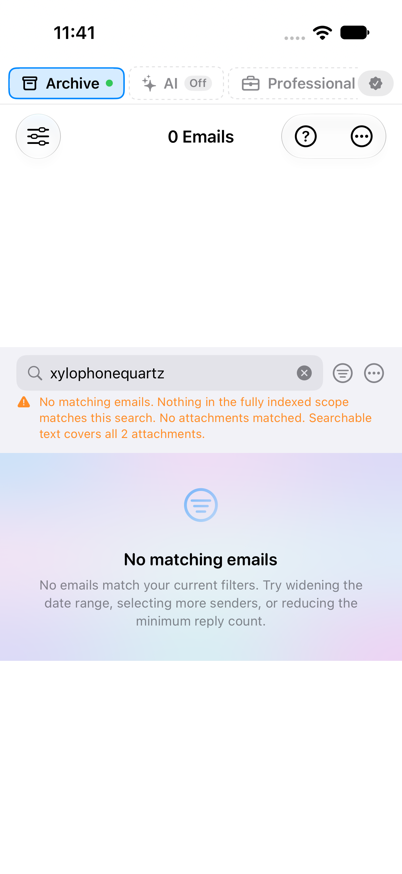 11:41
Archive
AI Off
Professional
0 Emails
xylophonequartz
No matching emails. Nothing in the fully indexed scope
matches this search. No attachments matched. Searchable
text covers all 2 attachments.
No matching emails
No emails match your current filters. Try widening the
date range, selecting more senders, or reducing the
minimum reply count.